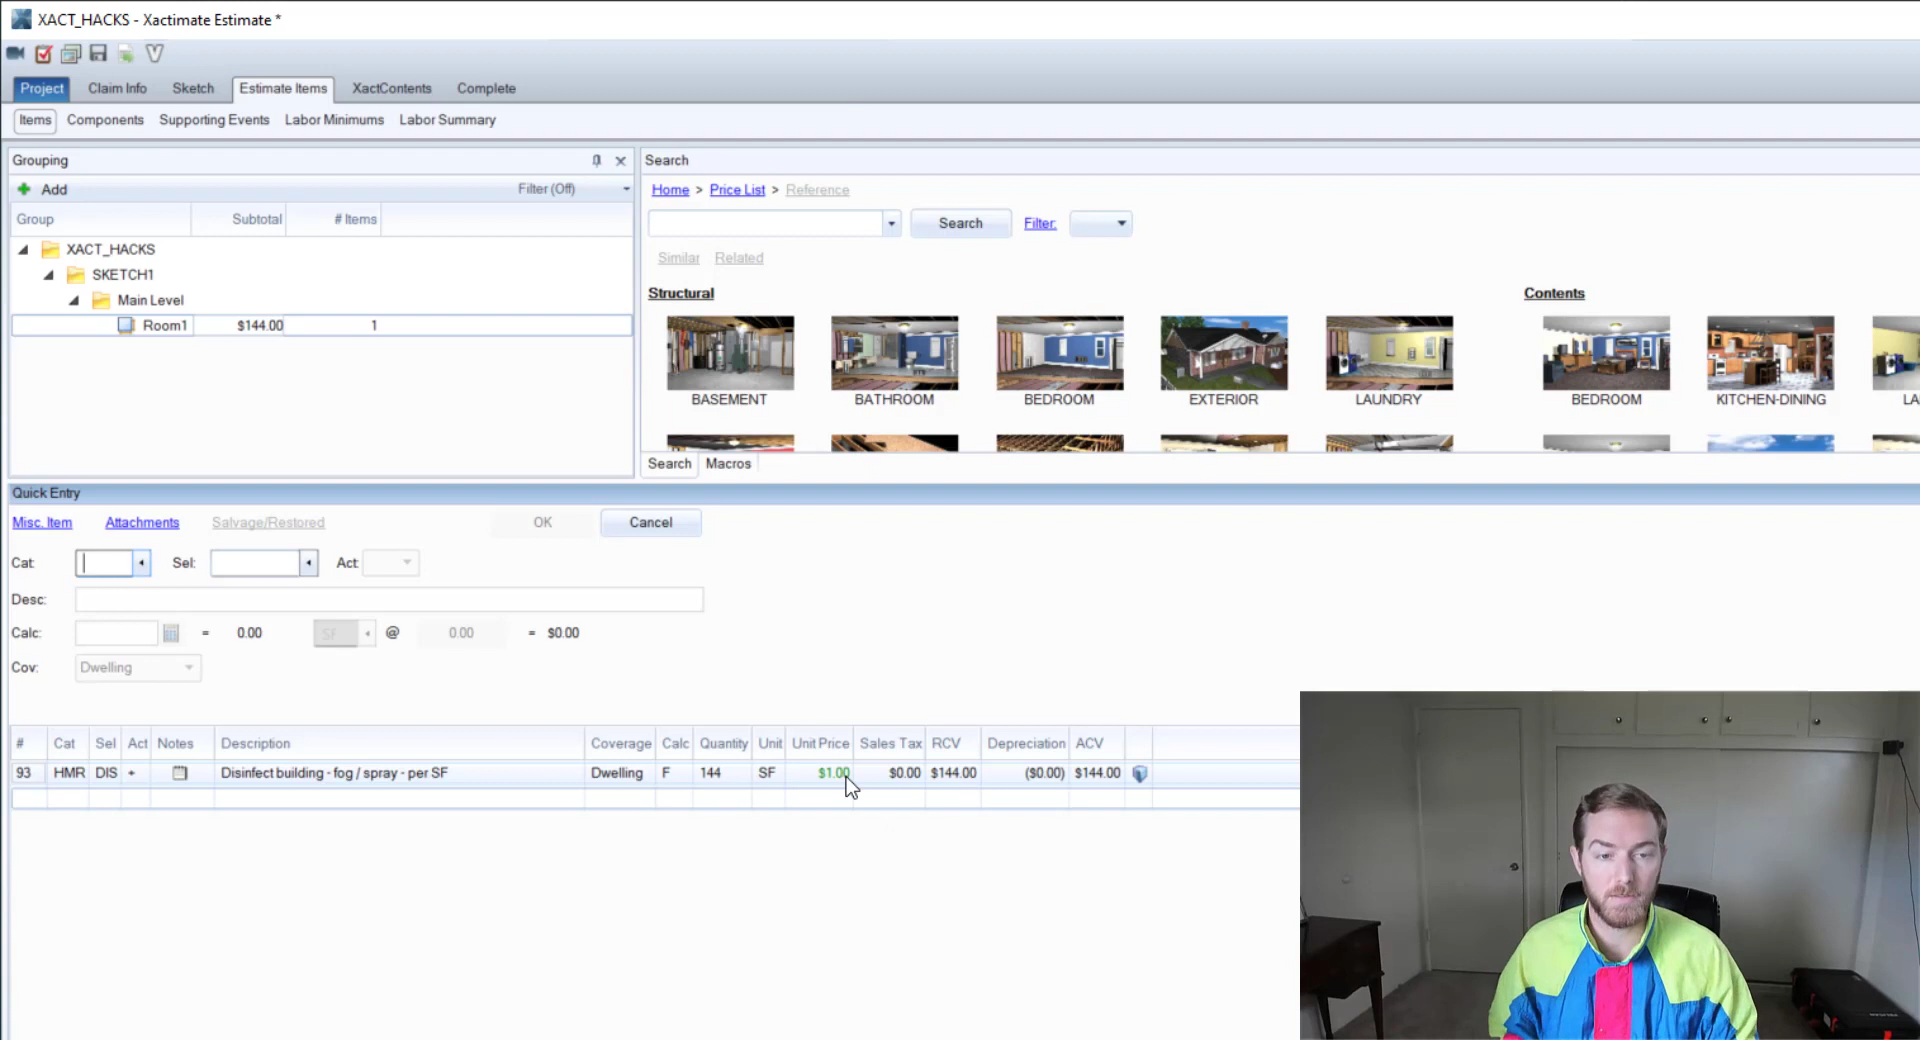 XACT_HACKS - Xactimate Estimate *
Project Claim Info Sketch Estimate Items XactContents Complete
Items Components Supporting Events Labor Minimums Labor Summary
Grouping
Add Filter (Off)
Group Subtotal # Items
XACT_HACKS
SKETCH1
Main Level
Room1 $144.00 1
Search
Home > Price List > Reference
Search Filter:
Similar Related
Structural
BASEMENT BATHROOM BEDROOM EXTERIOR LAUNDRY
Contents
BEDROOM KITCHEN-DINING LA
Search Macros
Quick Entry
Misc. Item Attachments Salvage/Restored OK Cancel
Cat: Sel: Act:
Desc:
Calc: = 0.00 SF @ 0.00 = $0.00
Cov: Dwelling
# Cat Sel Act Notes Description Coverage Calc Quantity Unit Unit Price Sales Tax RCV Depreciation ACV
93 HMR DIS + Disinfect building - fog / spray - per SF Dwelling F 144 SF $1.00 $0.00 $144.00 ($0.00) $144.00